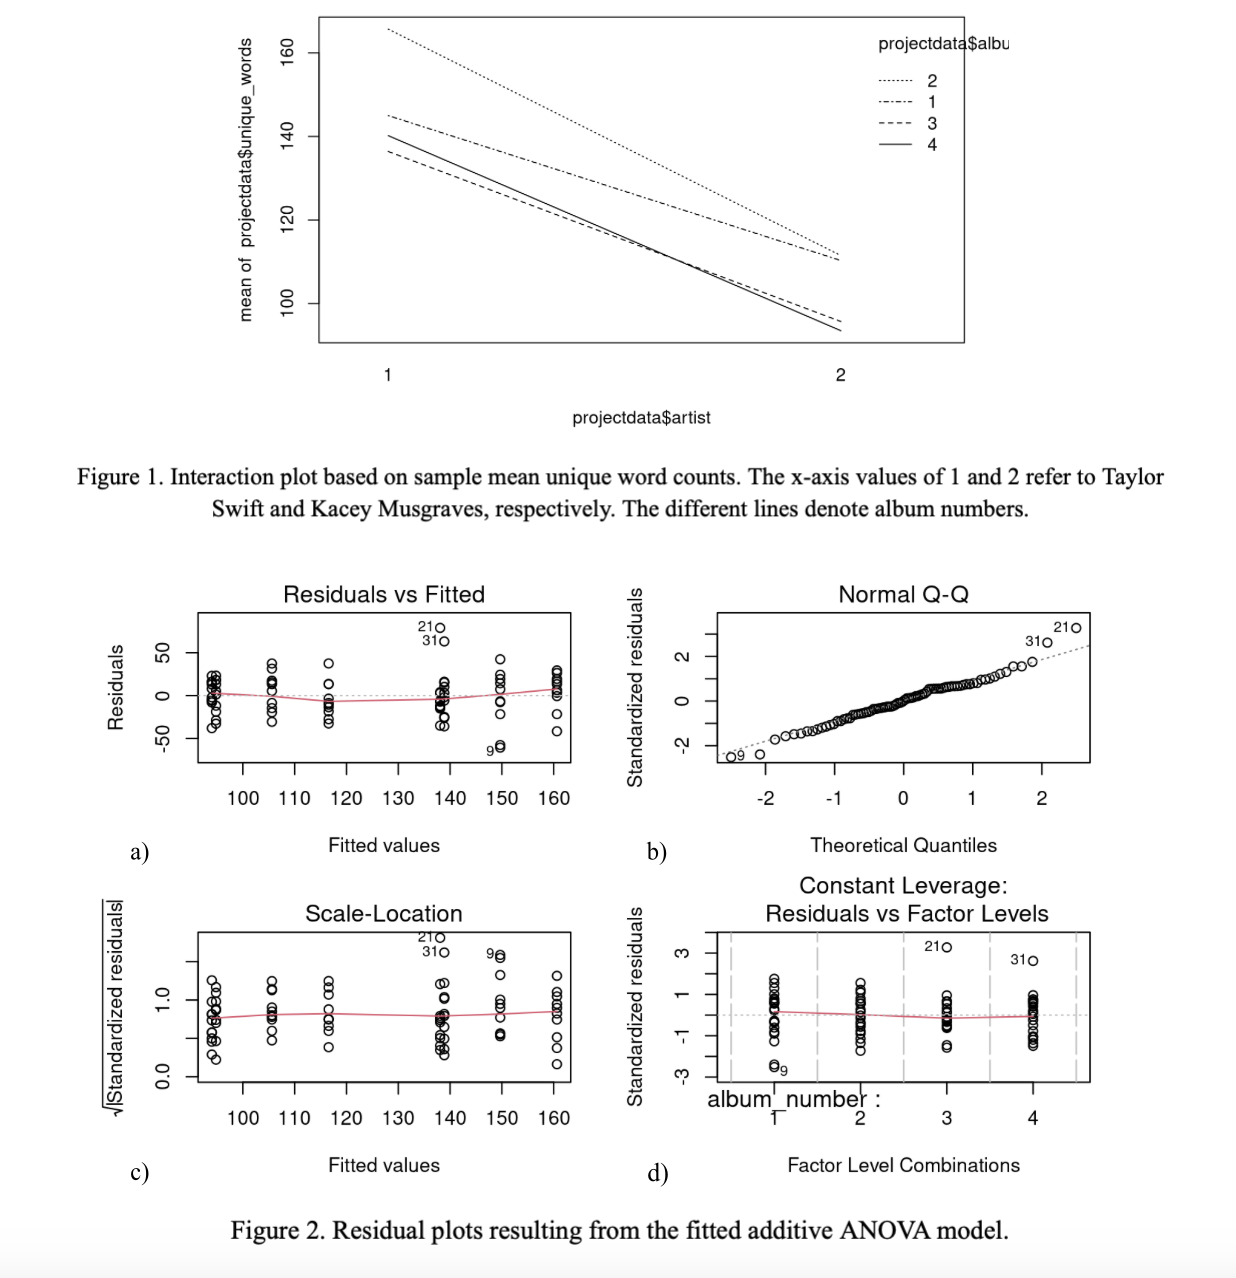 mean of projectdata$unique_words
160
140
120
100
projectdata$albu
2
1
3
4
1 2
projectdata$artist
Figure 1. Interaction plot based on sample mean unique word counts. The x-axis values of 1 and 2 refer to Taylor
Swift and Kacey Musgraves, respectively. The different lines denote album numbers.
Residuals vs Fitted
Residuals
50
0
-50
21
31
9
100 110 120 130 140 150 160
Fitted values
a)
Normal Q-Q
Standardized residuals
2
0
-2
21
31
9
-2 -1 0 1 2
Theoretical Quantiles
b)
Scale-Location
√|Standardized residuals|
1.0
0.0
21
31
9
100 110 120 130 140 150 160
Fitted values
c)
Constant Leverage:
Residuals vs Factor Levels
Standardized residuals
3
1
-1
-3
21
31
9
album_number :
1 2 3 4
Factor Level Combinations
d)
Figure 2. Residual plots resulting from the fitted additive ANOVA model.